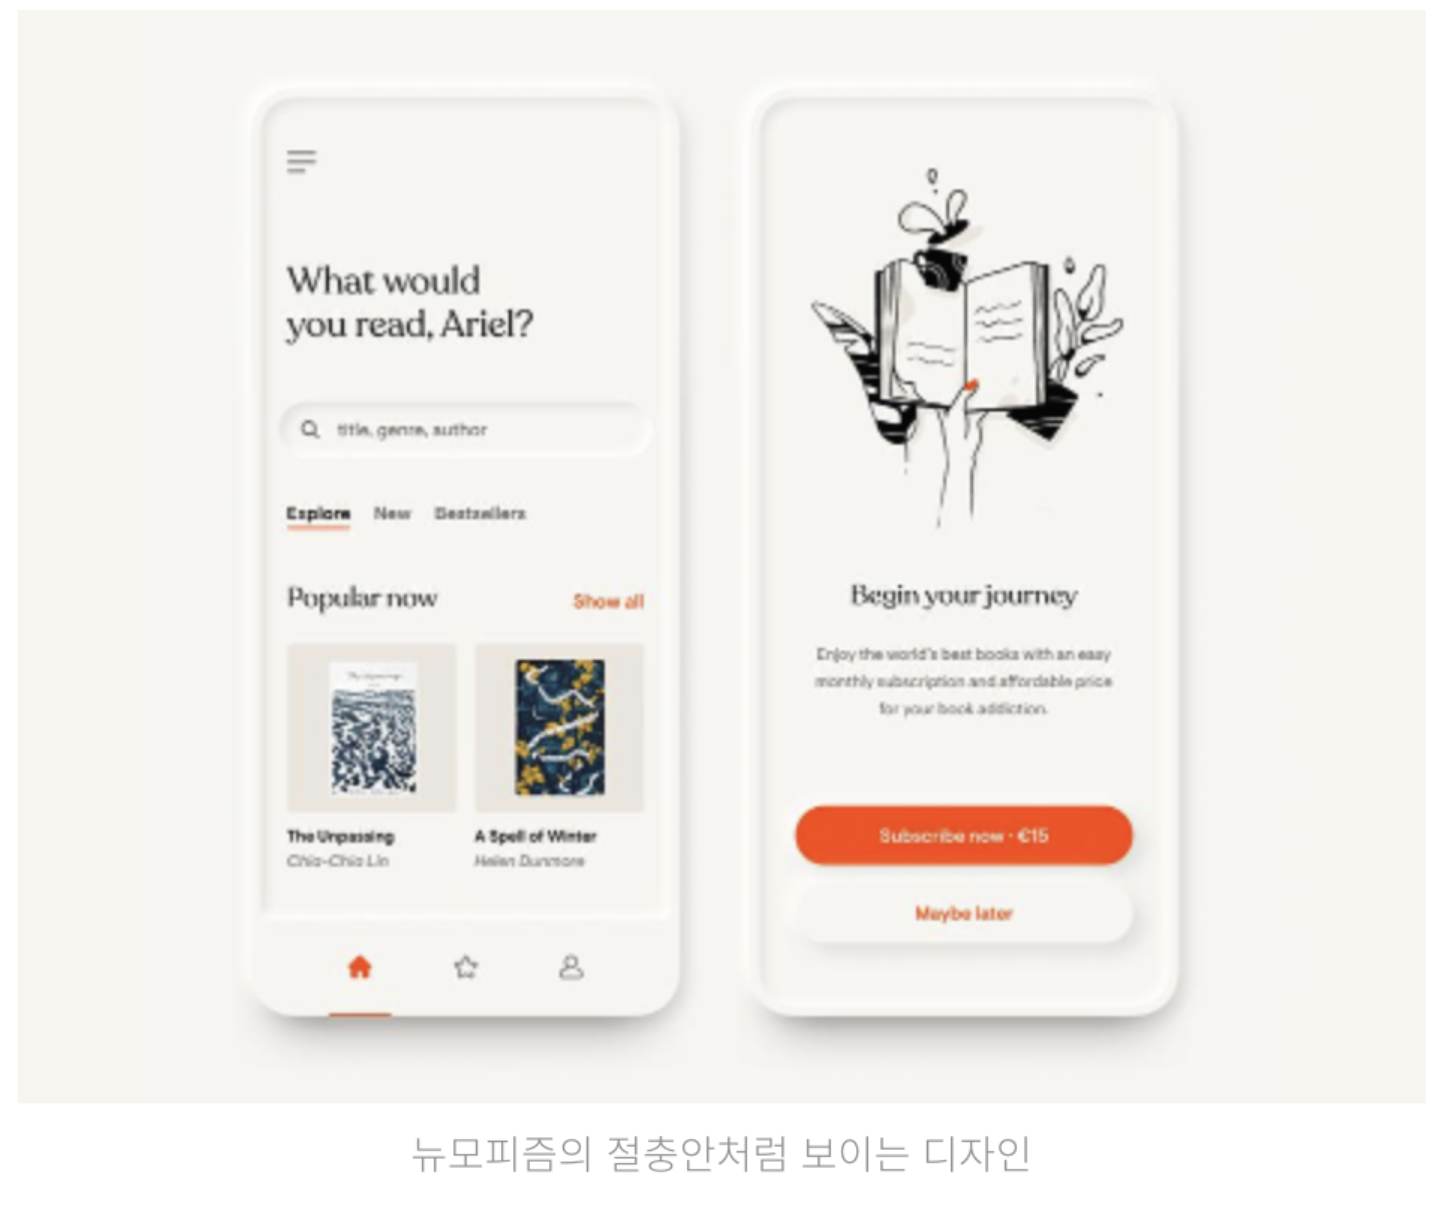 What would
you read, Ariel?
title, genre, author
Explore New Bestsellers
Popular now Show all
The Unpassing
Chia-Chia Lin
A Spell of Winter
Helen Dunmore
Begin your journey
Enjoy the world's best books with an easy
monthly subscription and affordable price
for your book addiction.
Subscribe now · €15
Maybe later
뉴모피즘의 절충안처럼 보이는 디자인